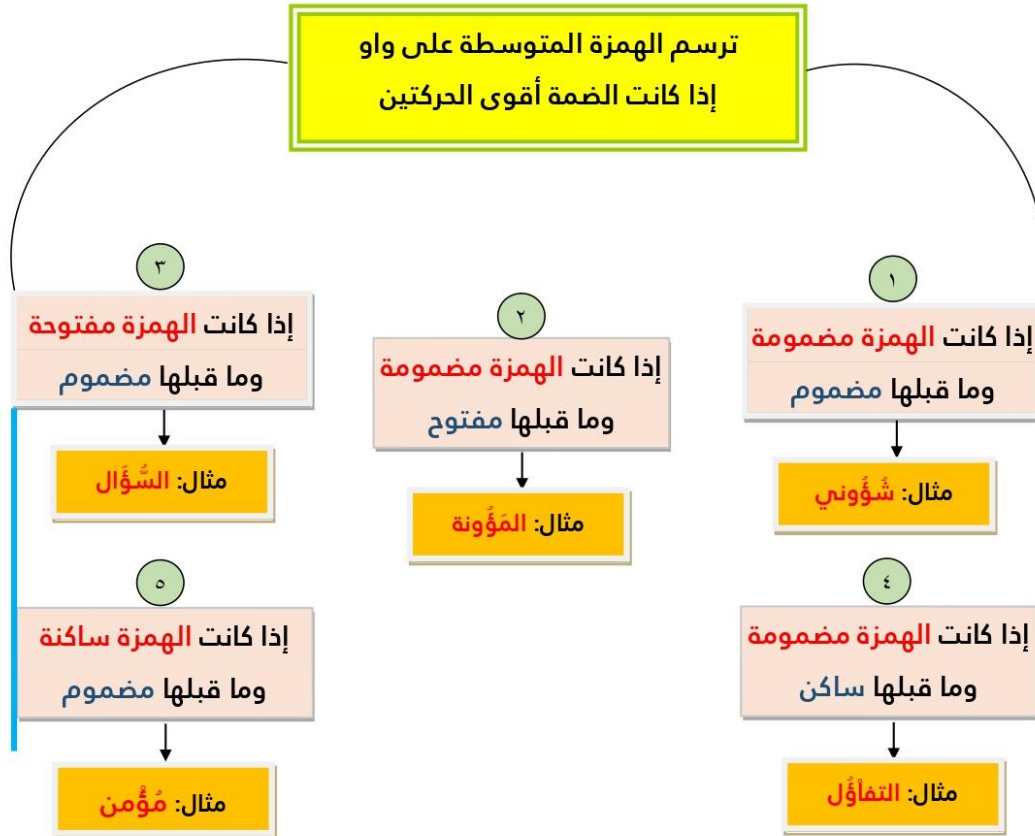 ترسم الهمزة المتوسطة على واو
إذا كانت الضمة أقوى الحركتين
١
إذا كانت الهمزة مضمومة
وما قبلها مضموم
مثال: شُؤُوني
٢
إذا كانت الهمزة مضمومة
وما قبلها مفتوح
مثال: المَؤُونة
٣
إذا كانت الهمزة مفتوحة
وما قبلها مضموم
مثال: السُّؤَال
٤
إذا كانت الهمزة مضمومة
وما قبلها ساكن
مثال: التفاْؤُل
٥
إذا كانت الهمزة ساكنة
وما قبلها مضموم
مثال: مُؤْمن